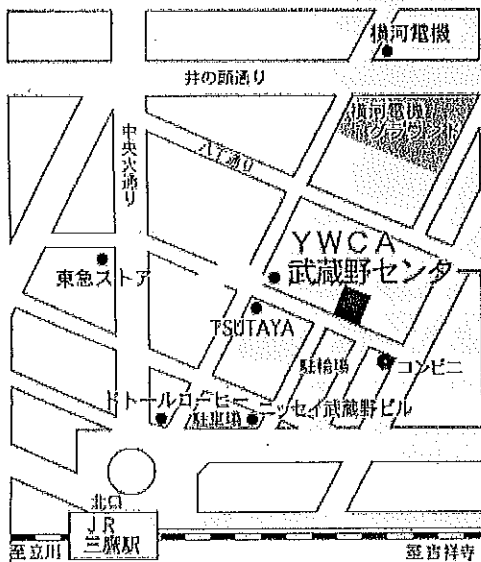 横河電機
井の頭通り
横河電機
グラウンド
中央大通り
八丁通り
YWCA
武蔵野センタ
東急ストア
TSUTAYA
駐輪場
コンビニ
ドトールコーヒー
駐車場
ニッセイ武蔵野ビル
北口
JR
三鷹駅
至立川
至吉祥寺